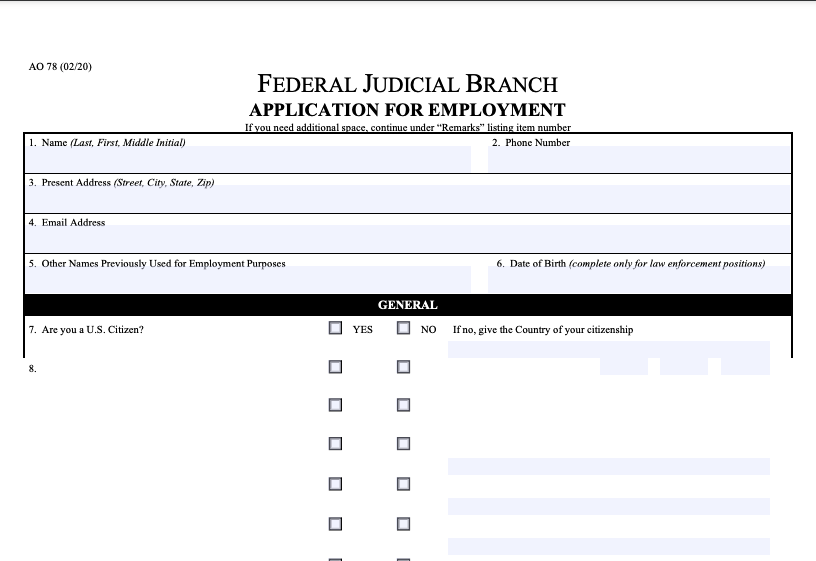 AO 78 (02/20)
FEDERAL JUDICIAL BRANCH
APPLICATION FOR EMPLOYMENT
If you need additional space, continue under “Remarks” listing item number
1. Name (Last, First, Middle Initial) 2. Phone Number
3. Present Address (Street, City, State, Zip)
4. Email Address
5. Other Names Previously Used for Employment Purposes 6. Date of Birth (complete only for law enforcement positions)
GENERAL
7. Are you a U.S. Citizen? YES NO If no, give the Country of your citizenship
8.